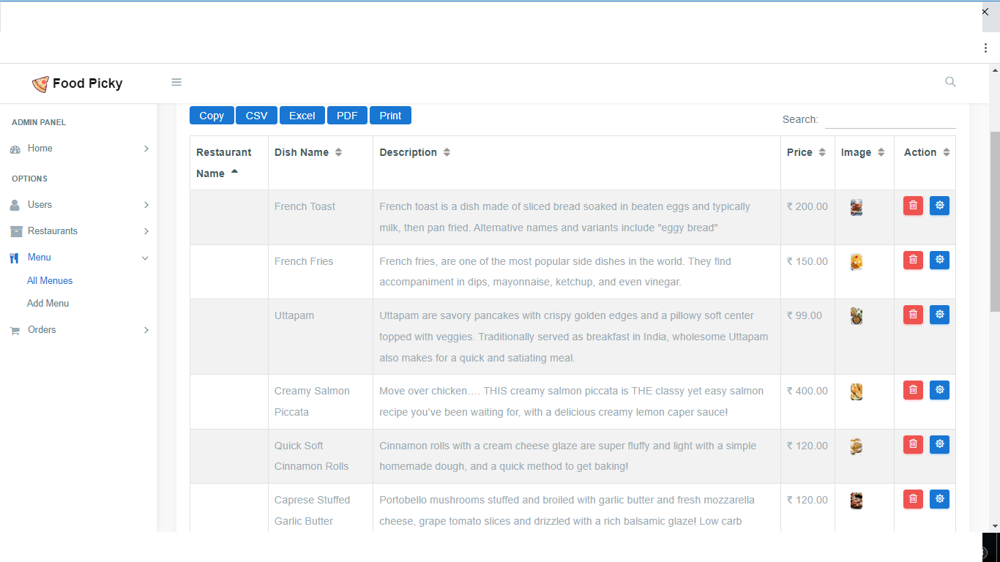 Food Picky
ADMIN PANEL
Home
OPTIONS
Users
Restaurants
Menu
All Menues
Add Menu
Orders
Copy CSV Excel PDF Print
Search:
Restaurant Name Dish Name Description Price Image Action
French Toast
French toast is a dish made of sliced bread soaked in beaten eggs and typically
milk, then pan fried. Alternative names and variants include "eggy bread"
₹ 200.00
French Fries
French fries, are one of the most popular side dishes in the world. They find
accompaniment in dips, mayonnaise, ketchup, and even vinegar.
₹ 150.00
Uttapam
Uttapam are savory pancakes with crispy golden edges and a pillowy soft center
topped with veggies. Traditionally served as breakfast in India, wholesome Uttapam
also makes for a quick and satiating meal.
₹ 99.00
Creamy Salmon
Piccata
Move over chicken…. THIS creamy salmon piccata is THE classy yet easy salmon
recipe you’ve been waiting for, with a delicious creamy lemon caper sauce!
₹ 400.00
Quick Soft
Cinnamon Rolls
Cinnamon rolls with a cream cheese glaze are super fluffy and light with a simple
homemade dough, and a quick method to get baking!
₹ 120.00
Caprese Stuffed
Garlic Butter
Portobello mushrooms stuffed and broiled with garlic butter and fresh mozzarella
cheese, grape tomato slices and drizzled with a rich balsamic glaze! Low carb
₹ 120.00